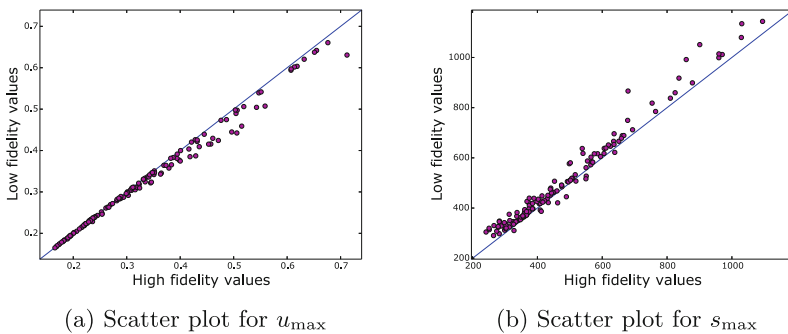 0.7
0.6
0.5
0.4
0.3
0.2
Low fidelity values
0.2 0.3 0.4 0.5 0.6 0.7
High fidelity values
(a) Scatter plot for u_max
1000
800
600
400
200
Low fidelity values
200 400 600 800 1000
High fidelity values
(b) Scatter plot for s_max